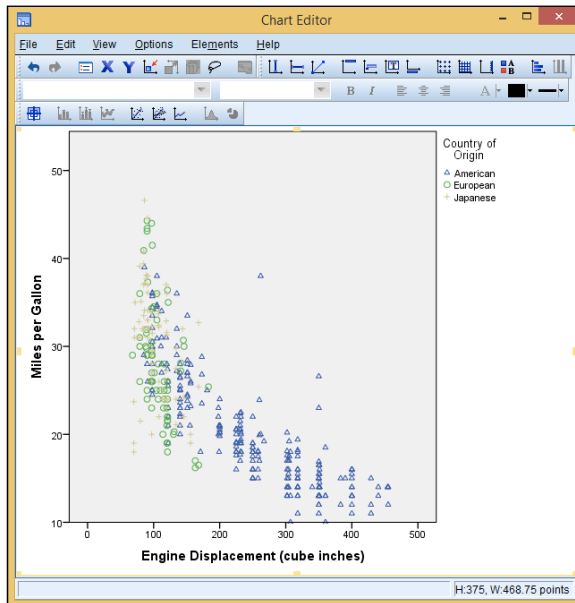 Chart Editor
File Edit View Options Elements Help
X Y
A
B
B I
A
Country of
Origin
American
European
Japanese
50
40
30
20
10
Miles per Gallon
0 100 200 300 400 500
Engine Displacement (cube inches)
H:375, W:468.75 points